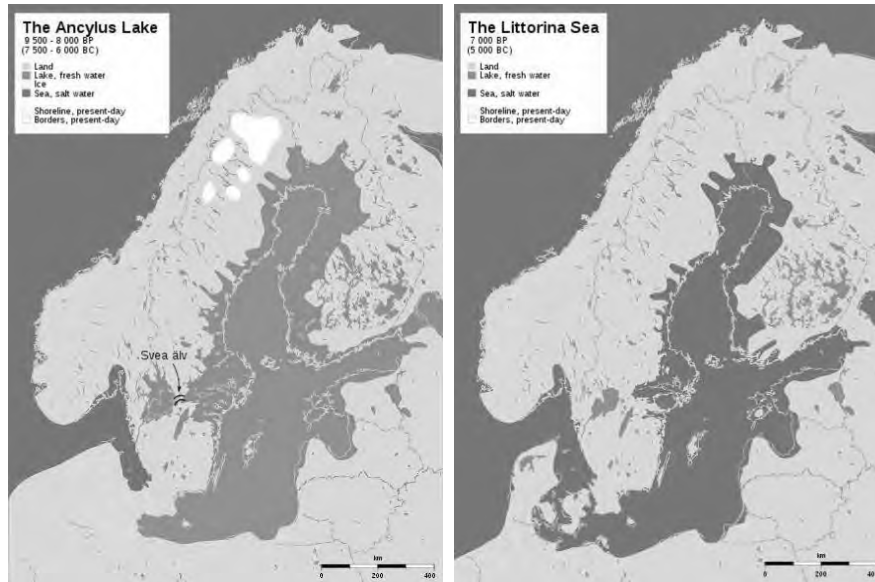 The Ancylus Lake
9 500 - 8 000 BP
(7 500 - 6 000 BC)
Land
Lake, fresh water
Ice
Sea, salt water
Shoreline, present-day
Borders, present-day
Svea älv
km
0 200 400
The Littorina Sea
7 000 BP
(5 000 BC)
Land
Lake, fresh water
Sea, salt water
Shoreline, present-day
Borders, present-day
km
0 200 400